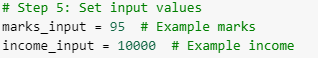 # Step 5: Set input values
marks_input = 95  # Example marks
income_input = 10000  # Example income